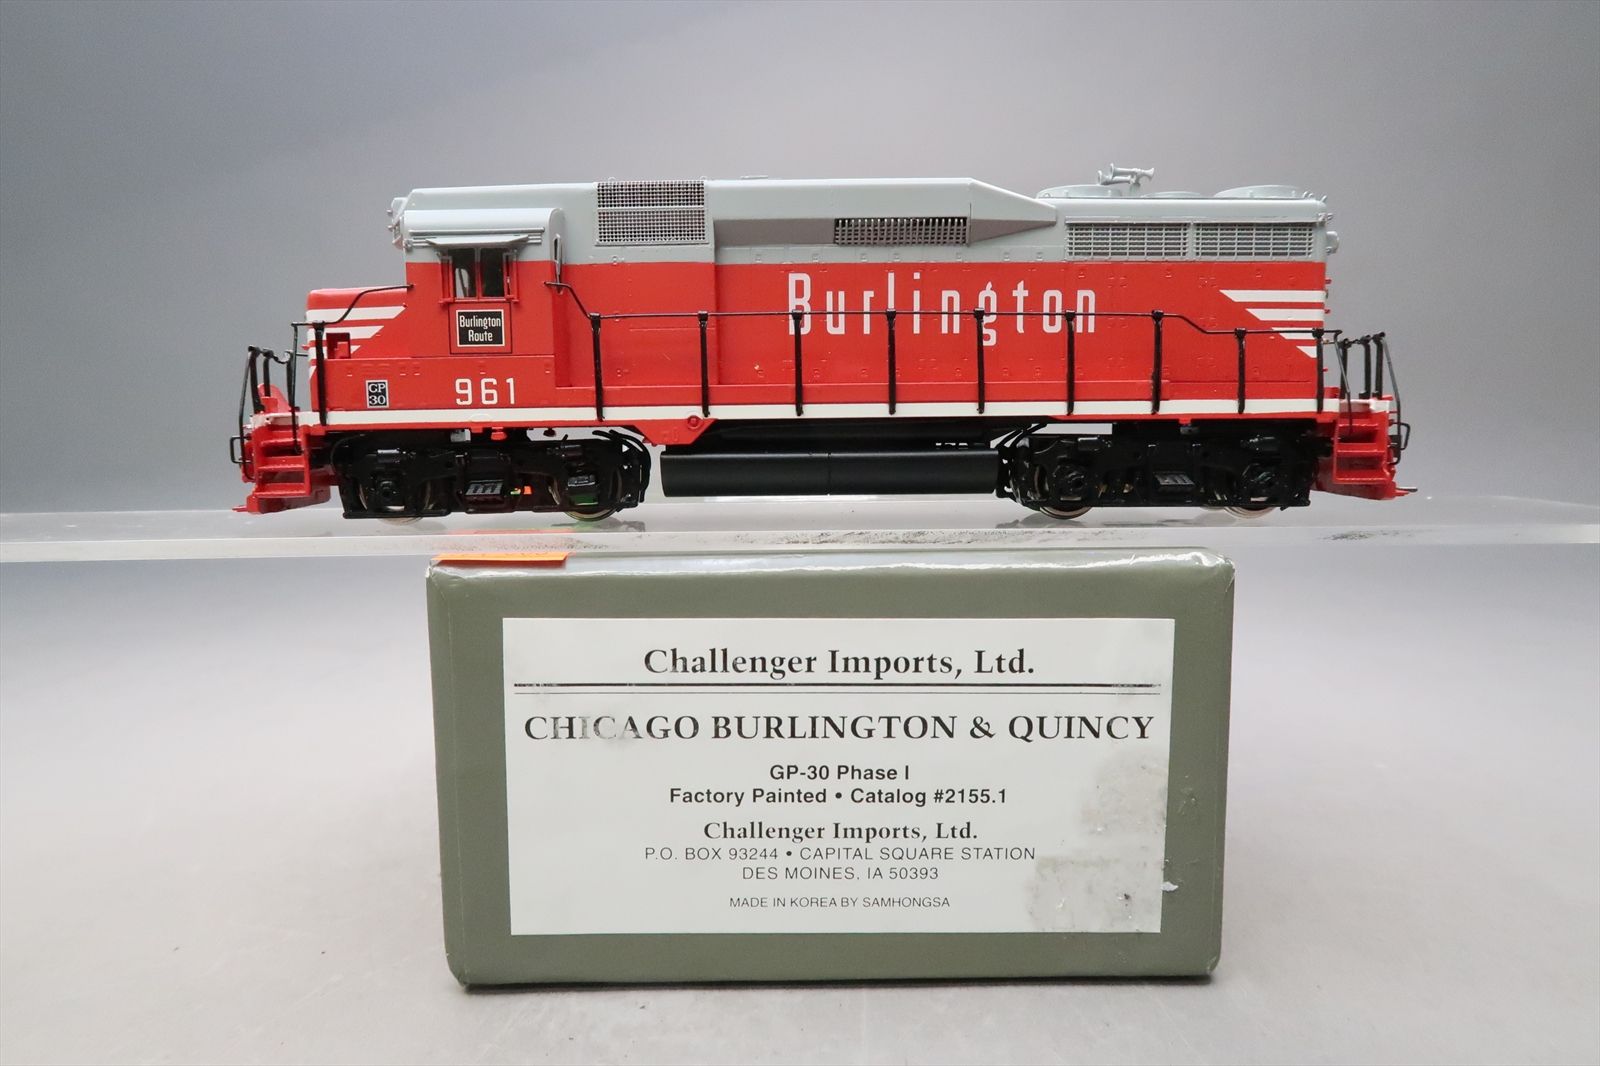 Burlington
Burlington
Route
GP
30
961
Challenger Imports, Ltd.
CHICAGO BURLINGTON & QUINCY
GP-30 Phase I
Factory Painted • Catalog #2155.1
Challenger Imports, Ltd.
P.O. BOX 93244 • CAPITAL SQUARE STATION
DES MOINES, IA 50393
MADE IN KOREA BY SAMHONGSA